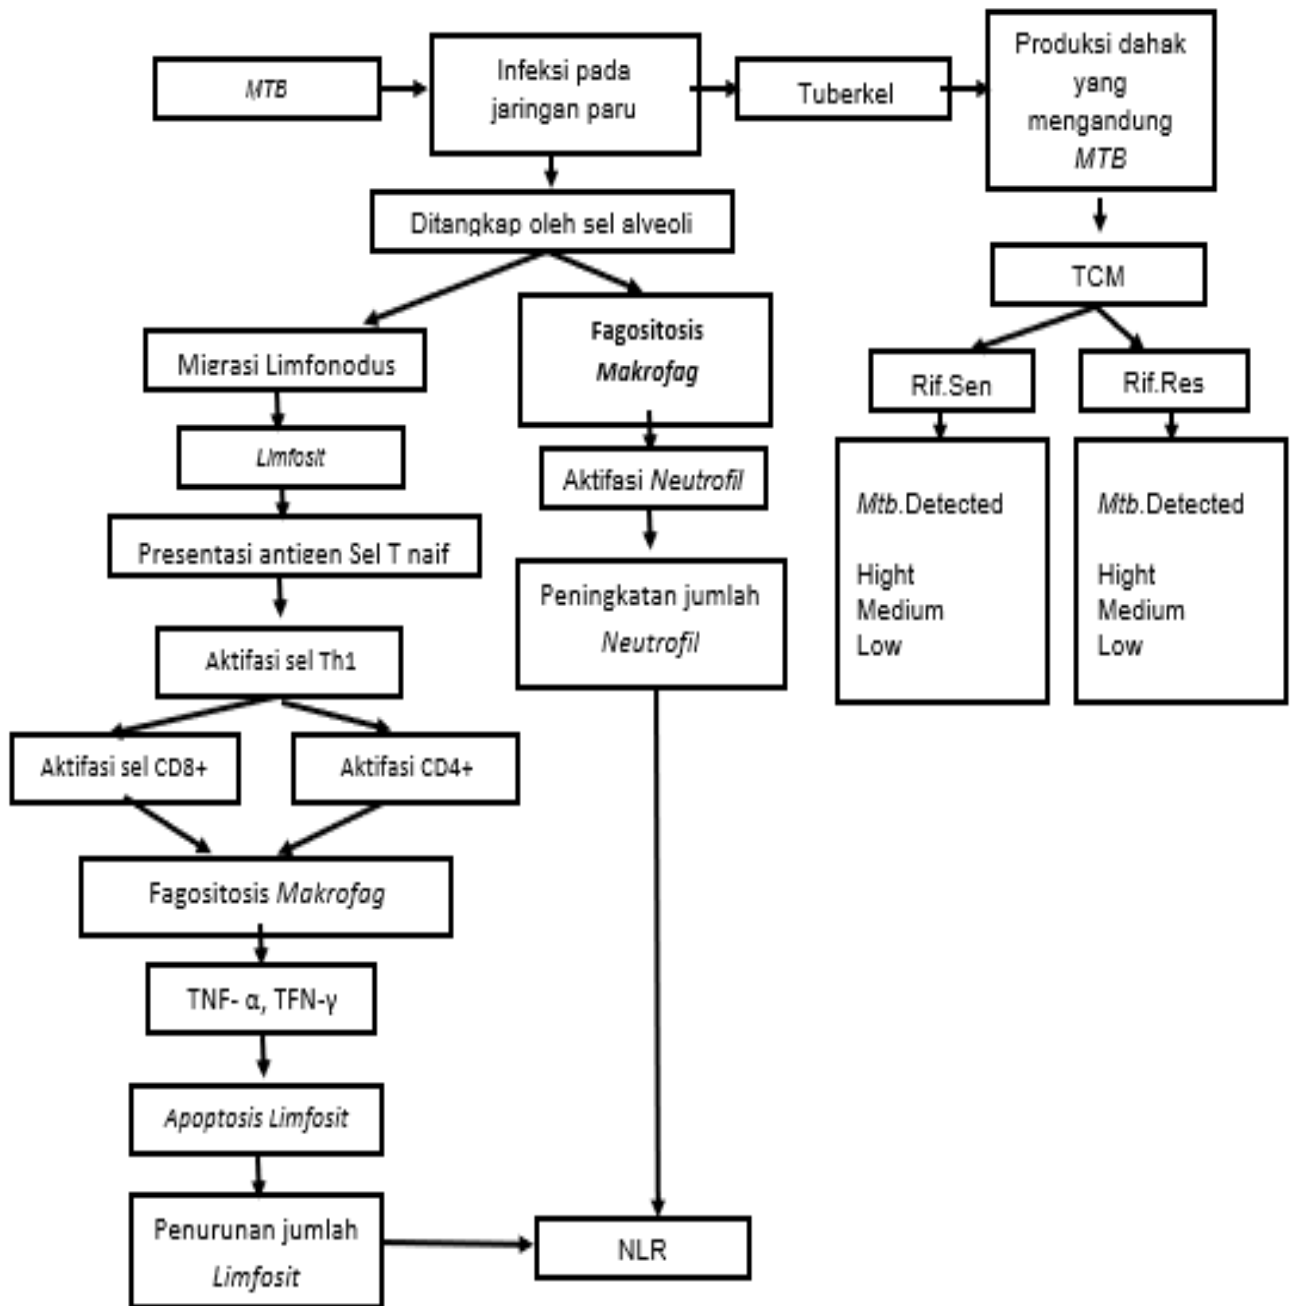 MTB
Infeksi pada
jaringan paru
Tuberkel
Produksi dahak
yang
mengandung
MTB
Ditangkap oleh sel alveoli
TCM
Migrasi Limfonodus
Fagositosis
Makrofag
Rif.Sen
Rif.Res
Limfosit
Aktifasi Neutrofil
Mtb.Detected
Hight
Medium
Low
Mtb.Detected
Hight
Medium
Low
Presentasi antigen Sel T naif
Peningkatan jumlah
Neutrofil
Aktifasi sel Th1
Aktifasi sel CD8+
Aktifasi CD4+
Fagositosis Makrofag
TNF- α, TFN-γ
Apoptosis Limfosit
Penurunan jumlah
Limfosit
NLR